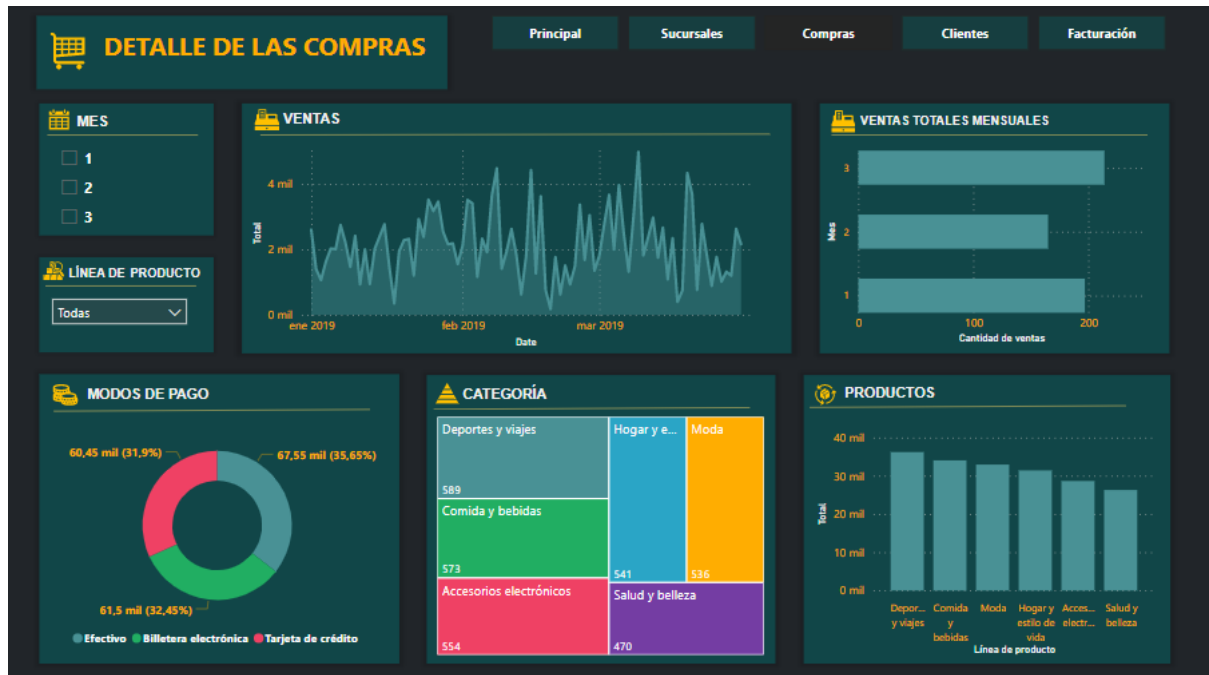 DETALLE DE LAS COMPRAS
Principal
Sucursales
Compras
Clientes
Facturación
MES
1
2
3
LÍNEA DE PRODUCTO
Todas
VENTAS
Total
4 mil
2 mil
0 mil
ene 2019
feb 2019
mar 2019
Date
VENTAS TOTALES MENSUALES
Mes
3
2
1
0
100
200
Cantidad de ventas
MODOS DE PAGO
60,45 mil (31,9%)
67,55 mil (35,65%)
61,5 mil (32,45%)
Efectivo
Billetera electrónica
Tarjeta de crédito
CATEGORÍA
Deportes y viajes
589
Comida y bebidas
573
Accesorios electrónicos
554
Hogar y e...
541
Moda
536
Salud y belleza
470
PRODUCTOS
Total
40 mil
30 mil
20 mil
10 mil
0 mil
Depor...
y viajes
Comida
y
bebidas
Moda
Hogar y
estilo de
vida
Acces...
electr...
Salud y
belleza
Línea de producto